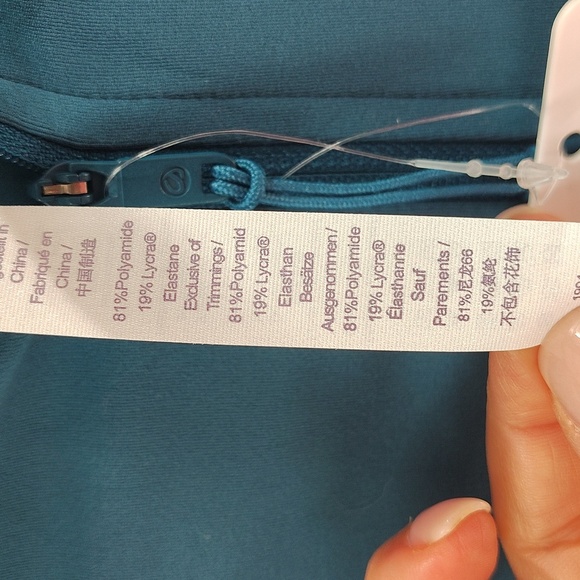 China /
Fabriqué en
China /
中国制造
81%Polyamide
19% Lycra®
Elastane
Exclusive of
Trimmings /
81%Polyamid
19% Lycra®
Elasthan
Besätze
Ausgenommen /
81%Polyamide
19% Lycra®
Élasthanne
Sauf
Parements /
81%尼龙66
19%氨纶
不包含花饰